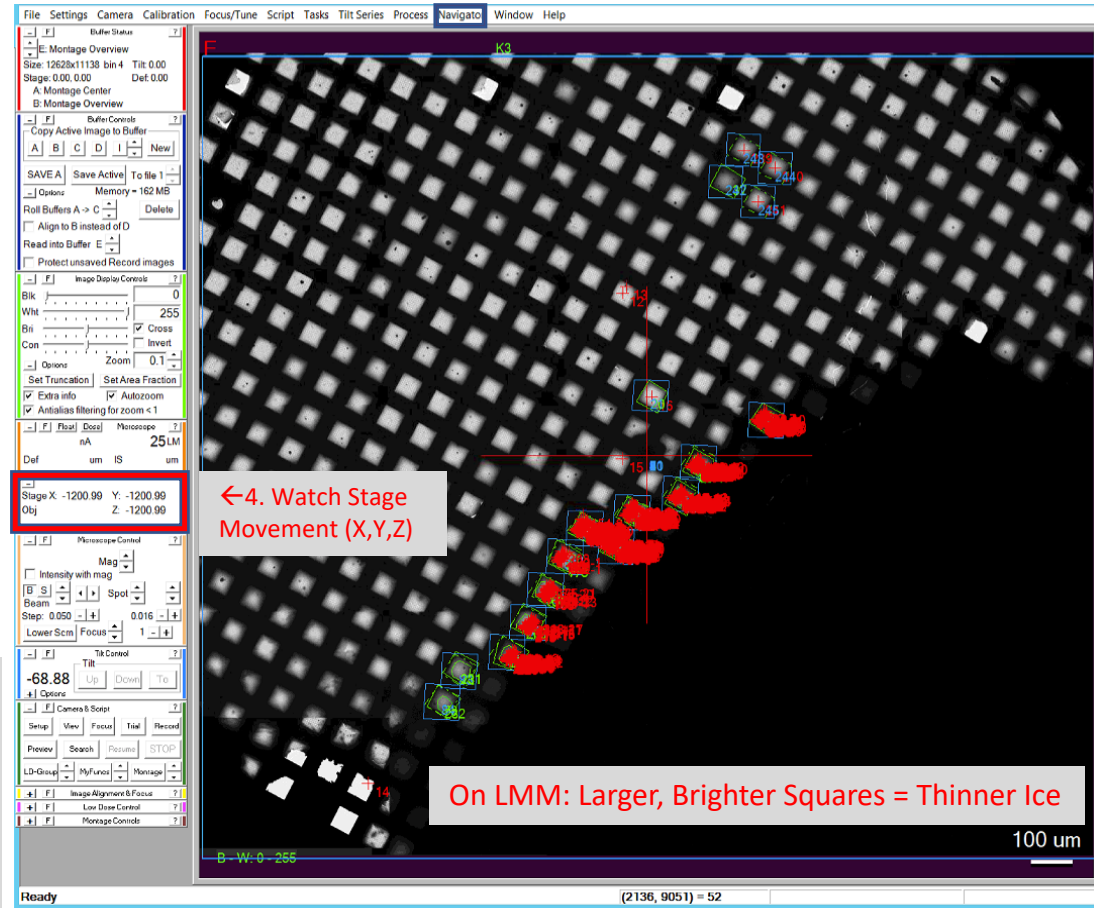 File Settings Camera Calibration Focus/Tune Script Tasks Tilt Series Process Navigator Window Help
- F Buffer Status ?
E: Montage Overview
Size: 12628x11138 bin 4 Tilt: 0.00
Stage: 0.00, 0.00 Def: 0.00
A: Montage Center
B: Montage Overview
- F Buffer Controls ?
Copy Active Image to Buffer
A B C D I New
SAVE A Save Active To file 1
- Options Memory = 162 MB
Roll Buffers A -> C Delete
Align to B instead of D
Read into Buffer E
Protect unsaved Record images
- F Image Display Controls ?
Blk 0
Wht 255
Bri Cross
Con Invert
- Options Zoom 0.1
Set Truncation Set Area Fraction
Extra info Autozoom
Antialias filtering for zoom < 1
- F Float Dose Microscope ?
nA 25 LM
Def um IS um
-
Stage X: -1200.99 Y: -1200.99
Obj Z: -1200.99
- F Microscope Control ?
Mag
Intensity with mag
B S Spot
Beam
Step: 0.050 - + 0.016 - +
Lower Scrn Focus 1 - +
- F Tilt Control ?
Tilt
-68.88 Up Down To
+ Options
- F Camera & Script ?
Setup View Focus Trial Record
Preview Search Resume STOP
LD-Group MyFuncs Montage
+ F Image Alignment & Focus ?
+ F Low Dose Control ?
+ F Montage Controls ?
F
K3
232
12
15
231
14
←4. Watch Stage
Movement (X,Y,Z)
On LMM: Larger, Brighter Squares = Thinner Ice
100 um
B - W: 0 - 255
Ready (2136, 9051) = 52